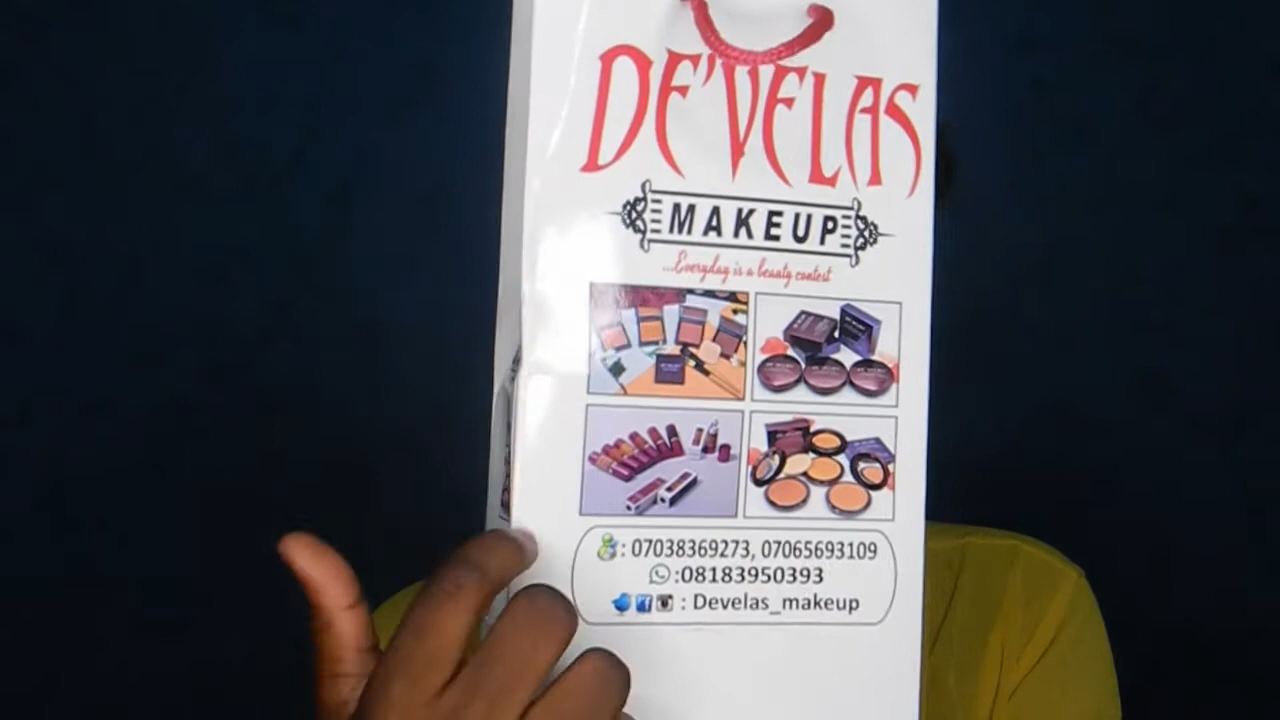 DE'VELAS
MAKEUP
...Everyday is a beauty contest
: 07038369273, 07065693109
:08183950393
: Develas_makeup